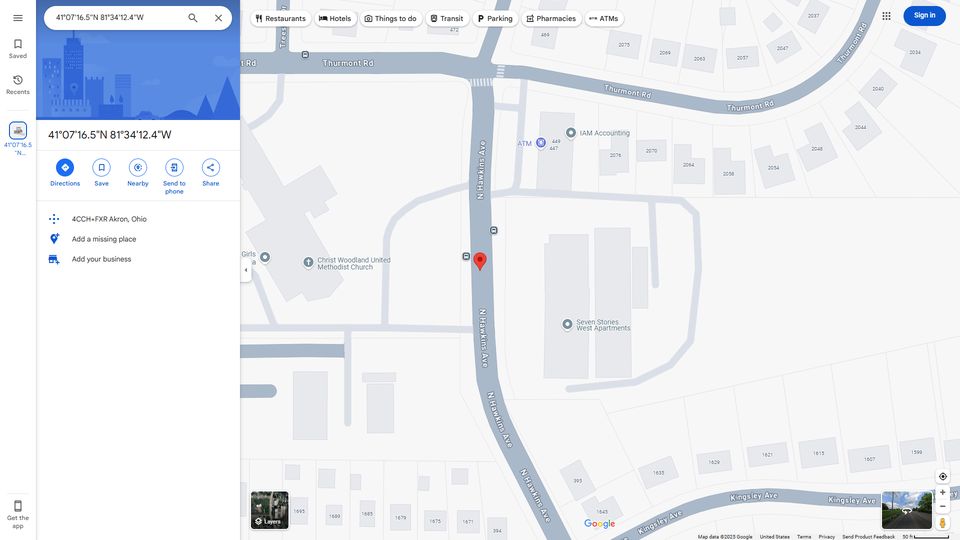 41°07'16.5"N 81°34'12.4"W
Restaurants
Hotels
Things to do
Transit
Parking
Pharmacies
ATMs
Sign in
Saved
Recents
41°07'16.5
"N...
41°07'16.5"N 81°34'12.4"W
Directions
Save
Nearby
Send to
phone
Share
4CCH+FXR Akron, Ohio
Add a missing place
Add your business
Get the
app
Layers
t Rd
Thurmont Rd
Thurmont Rd
Thurmont Rd
Thurmont Rd
472
469
2075
2069
2063
2057
2047
2037
2034
2040
2048
2054
2058
2064
2070
2076
449
447
ATM
IAM Accounting
N Hawkins Ave
Girls
a
Christ Woodland United
Methodist Church
Seven Stories
West Apartments
N Hawkins Ave
N Hawkins Ave
N Hawkins Ave
395
1635
1629
1621
1615
1607
1599
1645
1695
1689
1685
1675
1671
394
Kingsley Ave
Kingsley Ave
Kingsley Ave
Google
Map data ©2025 Google
United States
Terms
Privacy
Send Product Feedback
50 ft